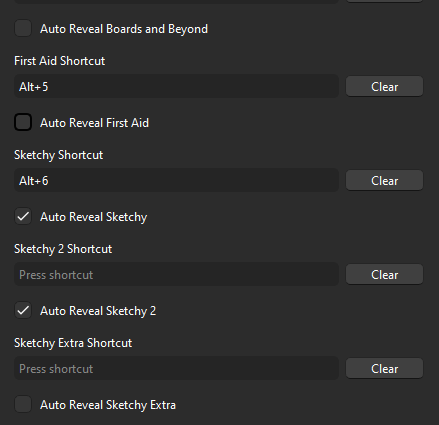 Auto Reveal Boards and Beyond
First Aid Shortcut
Alt+5 Clear
Auto Reveal First Aid
Sketchy Shortcut
Alt+6 Clear
Auto Reveal Sketchy
Sketchy 2 Shortcut
Press shortcut Clear
Auto Reveal Sketchy 2
Sketchy Extra Shortcut
Press shortcut Clear
Auto Reveal Sketchy Extra